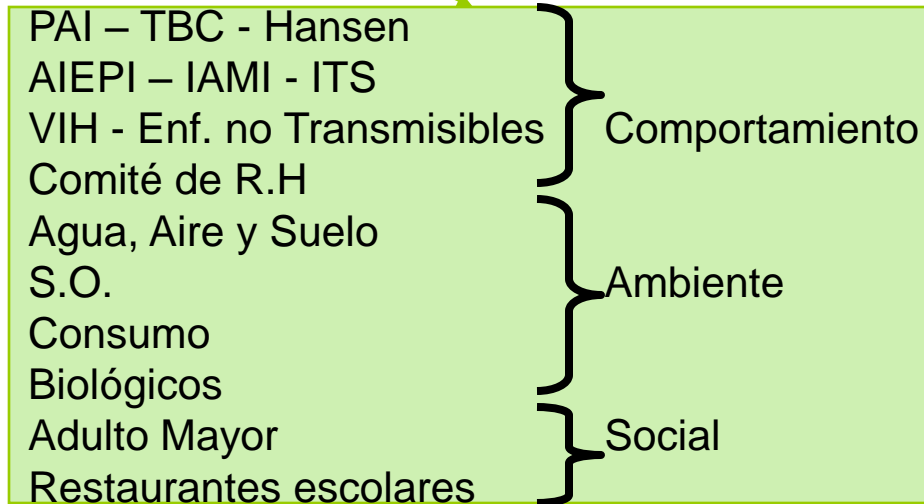 PAI – TBC - Hansen
AIEPI – IAMI - ITS
VIH - Enf. no Transmisibles Comportamiento
Comité de R.H
Agua, Aire y Suelo
S.O. Ambiente
Consumo
Biológicos
Adulto Mayor Social
Restaurantes escolares